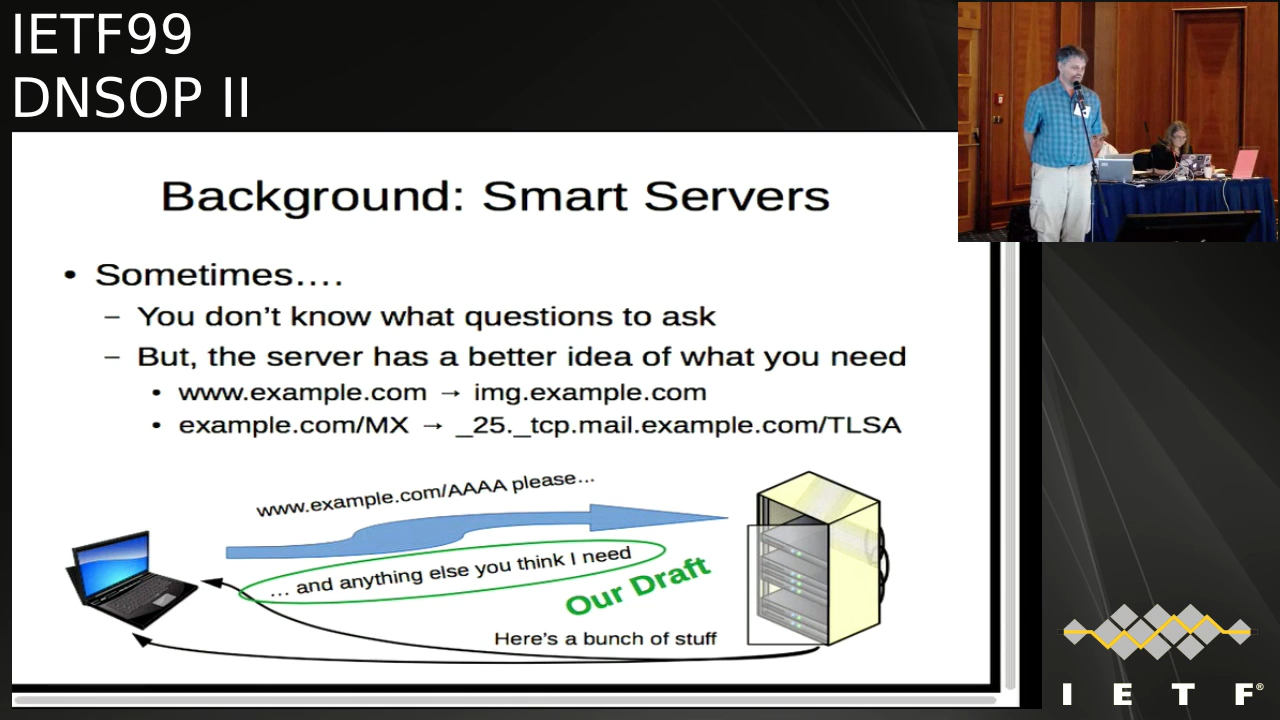 IETF99
DNSOP II
Background: Smart Servers
• Sometimes….
– You don’t know what questions to ask
– But, the server has a better idea of what you need
• www.example.com → img.example.com
• example.com/MX → _25._tcp.mail.example.com/TLSA
www.example.com/AAAA please...
... and anything else you think I need
Our Draft
Here’s a bunch of stuff
I E T F®